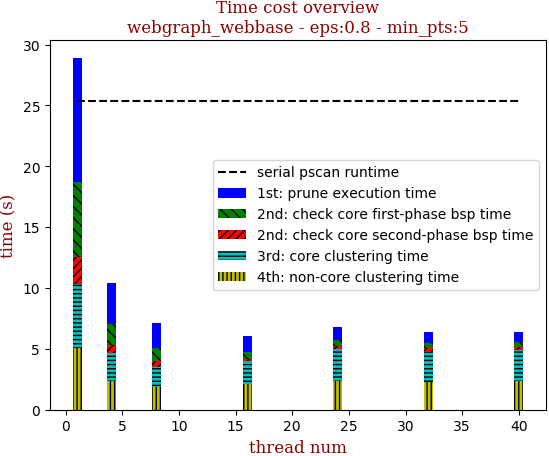 Time cost overview
webgraph_webbase - eps:0.8 - min_pts:5
time (s)
30
25
20
15
10
5
0
serial pscan runtime
1st: prune execution time
2nd: check core first-phase bsp time
2nd: check core second-phase bsp time
3rd: core clustering time
4th: non-core clustering time
0 5 10 15 20 25 30 35 40
thread num